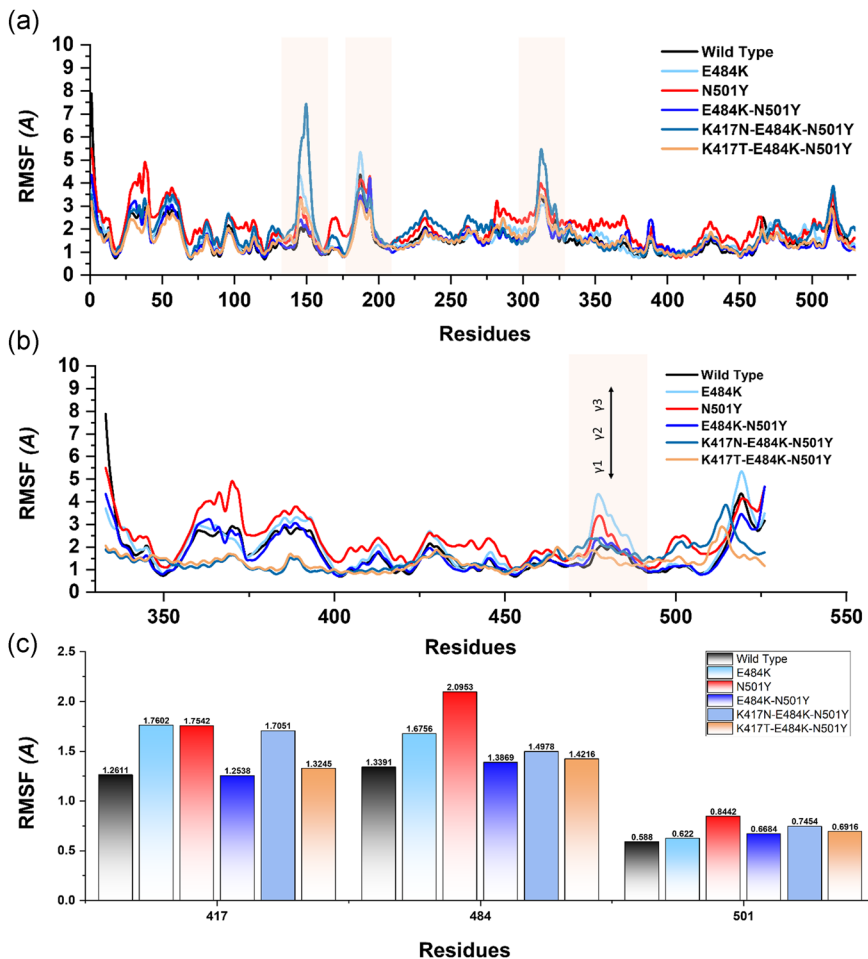 (a)
10
9
8
7
6
5
4
3
2
1
0
RMSF (A)
0 50 100 150 200 250 300 350 400 450 500
Residues
Wild Type
E484K
N501Y
E484K-N501Y
K417N-E484K-N501Y
K417T-E484K-N501Y
(b)
10
9
8
7
6
5
4
3
2
1
0
RMSF (A)
350 400 450 500 550
Residues
γ1 γ2 γ3
Wild Type
E484K
N501Y
E484K-N501Y
K417N-E484K-N501Y
K417T-E484K-N501Y
(c)
2.5
2.0
1.5
1.0
0.5
0.0
RMSF (A)
Wild Type
E484K
N501Y
E484K-N501Y
K417N-E484K-N501Y
K417T-E484K-N501Y
1.2611 1.7602 1.7542 1.2538 1.7051 1.3245
1.3391 1.6756 2.0953 1.3869 1.4978 1.4216
0.588 0.622 0.8442 0.6684 0.7454 0.6916
417 484 501
Residues